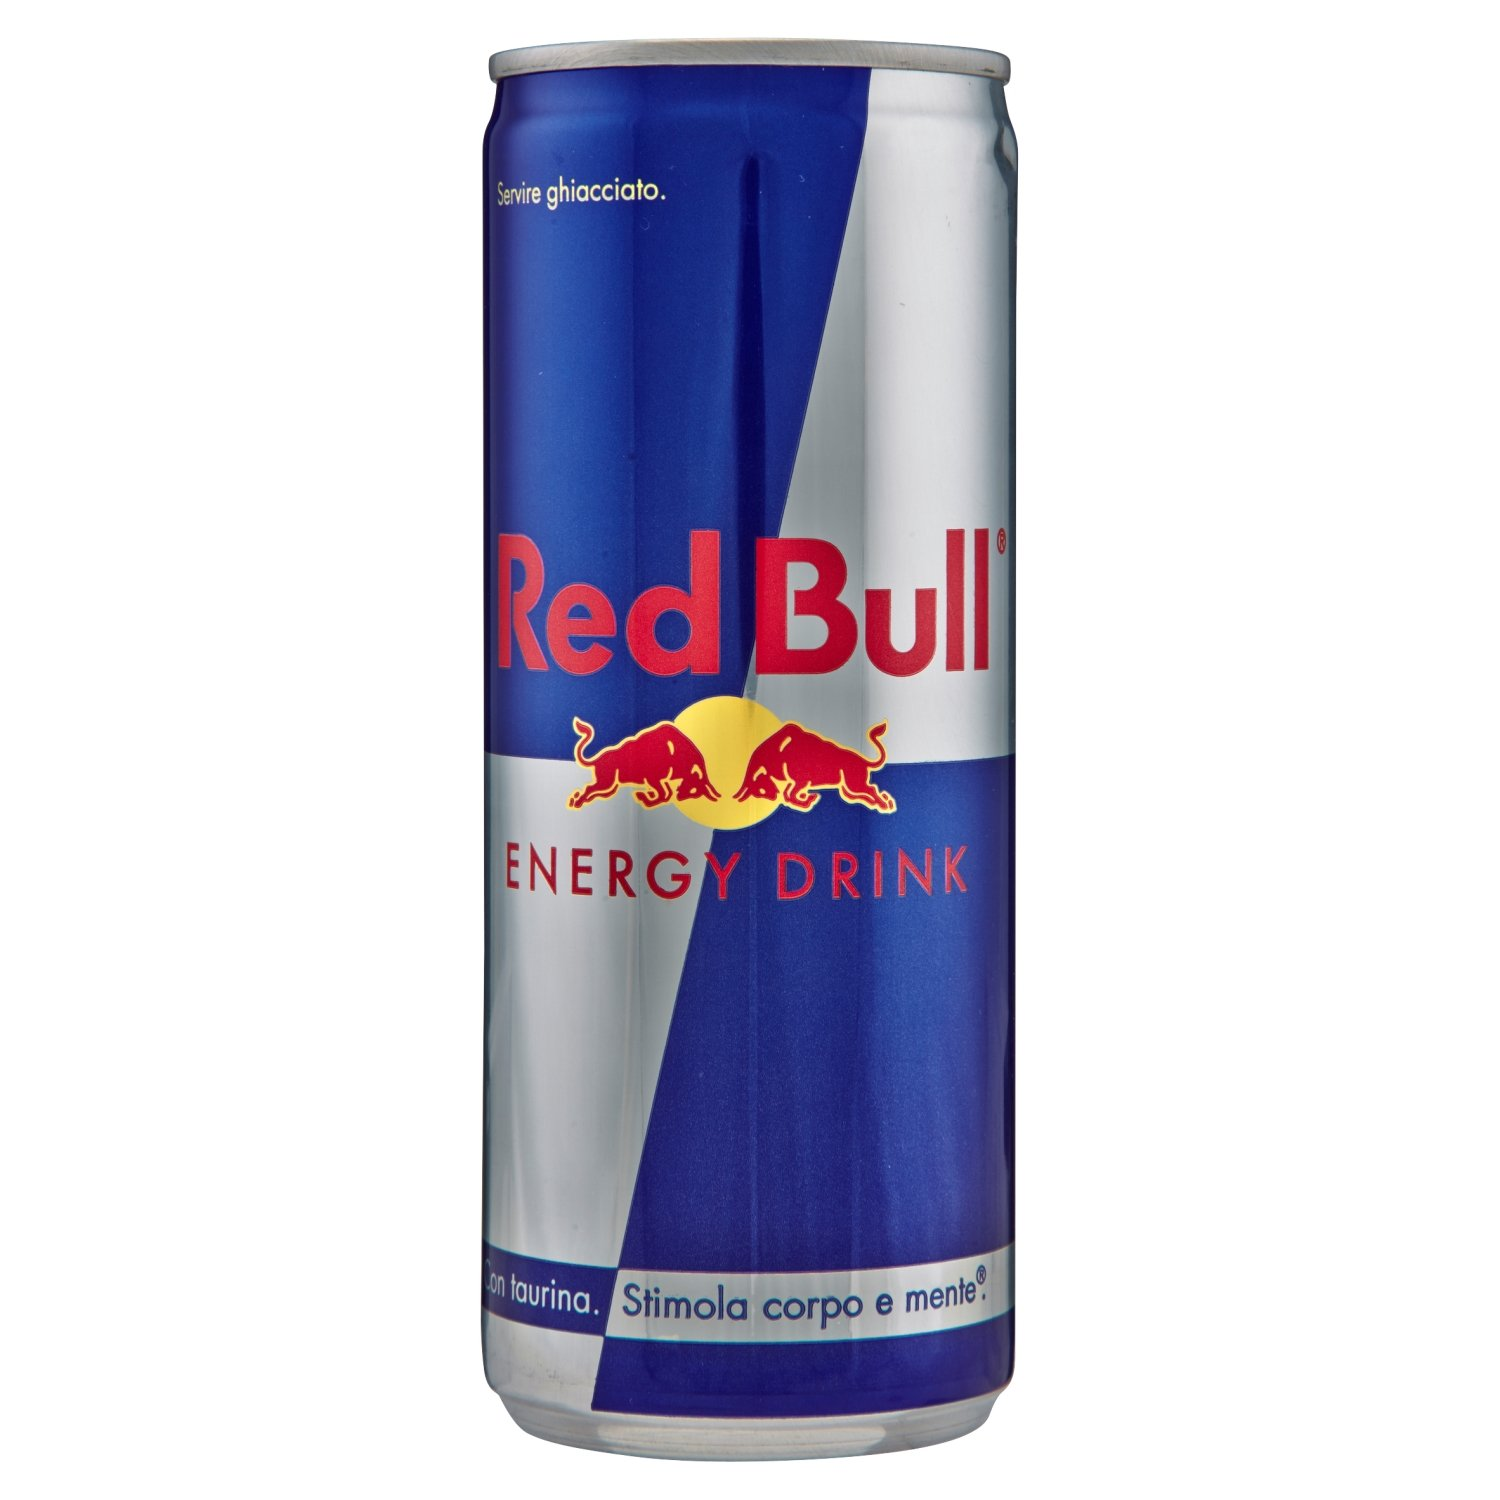 Servire ghiacciato.
Red Bull®
ENERGY DRINK
Con taurina. Stimola corpo e mente®.